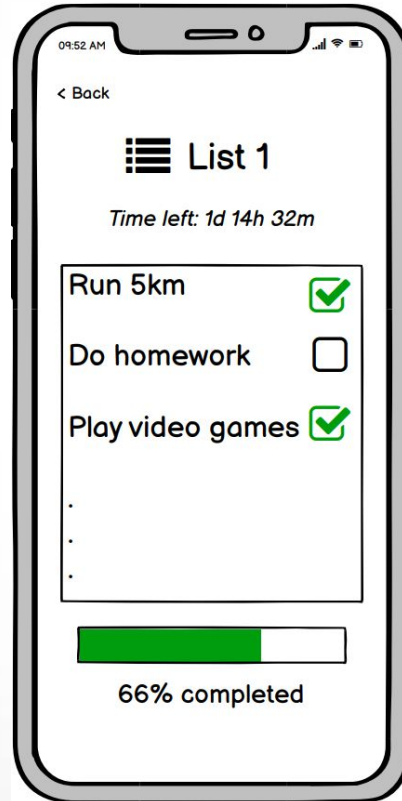 09:52 AM
< Back
List 1
Time left: 1d 14h 32m
Run 5km
Do homework
Play video games
.
.
.
66% completed